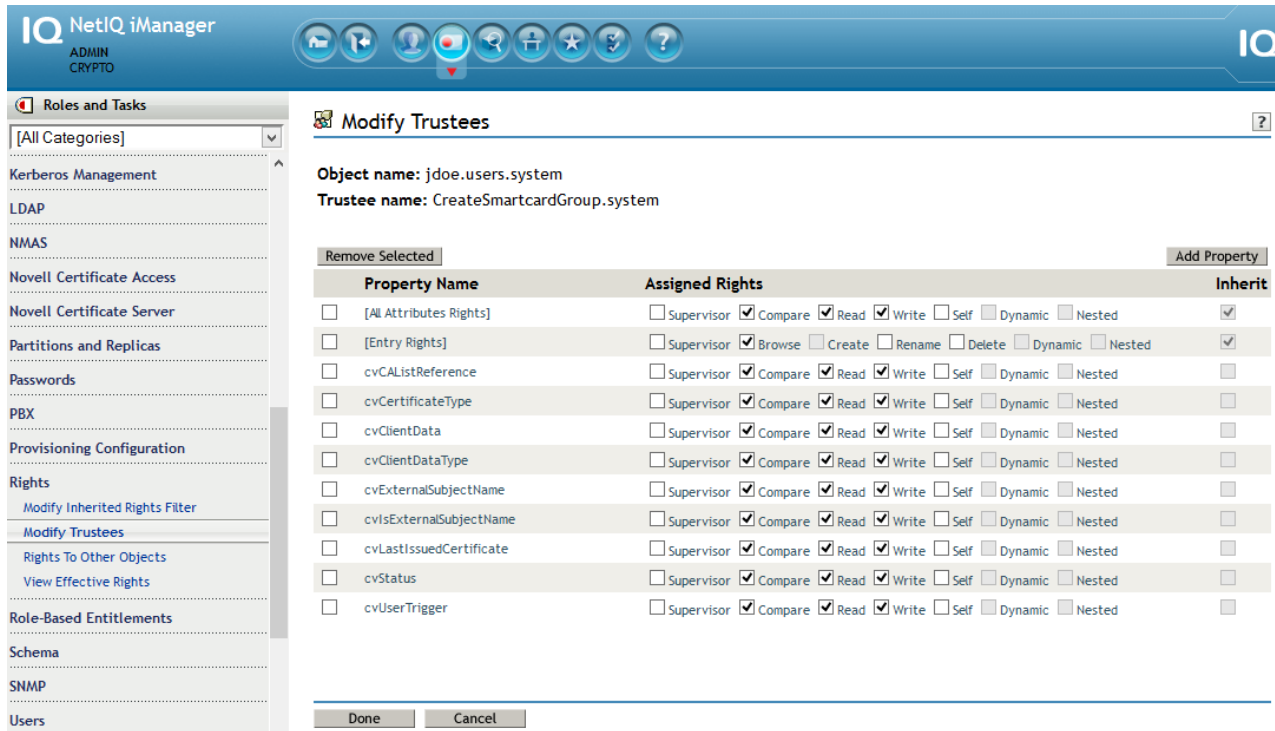 IQ NetIQ iManager
ADMIN
CRYPTO
?
IQ
Roles and Tasks
[All Categories]
Kerberos Management
LDAP
NMAS
Novell Certificate Access
Novell Certificate Server
Partitions and Replicas
Passwords
PBX
Provisioning Configuration
Rights
Modify Inherited Rights Filter
Modify Trustees
Rights To Other Objects
View Effective Rights
Role-Based Entitlements
Schema
SNMP
Users
Modify Trustees ?
Object name: jdoe.users.system
Trustee name: CreateSmartcardGroup.system
Remove Selected Add Property
Property Name Assigned Rights Inherit
[All Attributes Rights] Supervisor Compare Read Write Self Dynamic Nested
[Entry Rights] Supervisor Browse Create Rename Delete Dynamic Nested
cvCAListReference Supervisor Compare Read Write Self Dynamic Nested
cvCertificateType Supervisor Compare Read Write Self Dynamic Nested
cvClientData Supervisor Compare Read Write Self Dynamic Nested
cvClientDataType Supervisor Compare Read Write Self Dynamic Nested
cvExternalSubjectName Supervisor Compare Read Write Self Dynamic Nested
cvIsExternalSubjectName Supervisor Compare Read Write Self Dynamic Nested
cvLastIssuedCertificate Supervisor Compare Read Write Self Dynamic Nested
cvStatus Supervisor Compare Read Write Self Dynamic Nested
cvUserTrigger Supervisor Compare Read Write Self Dynamic Nested
Done Cancel